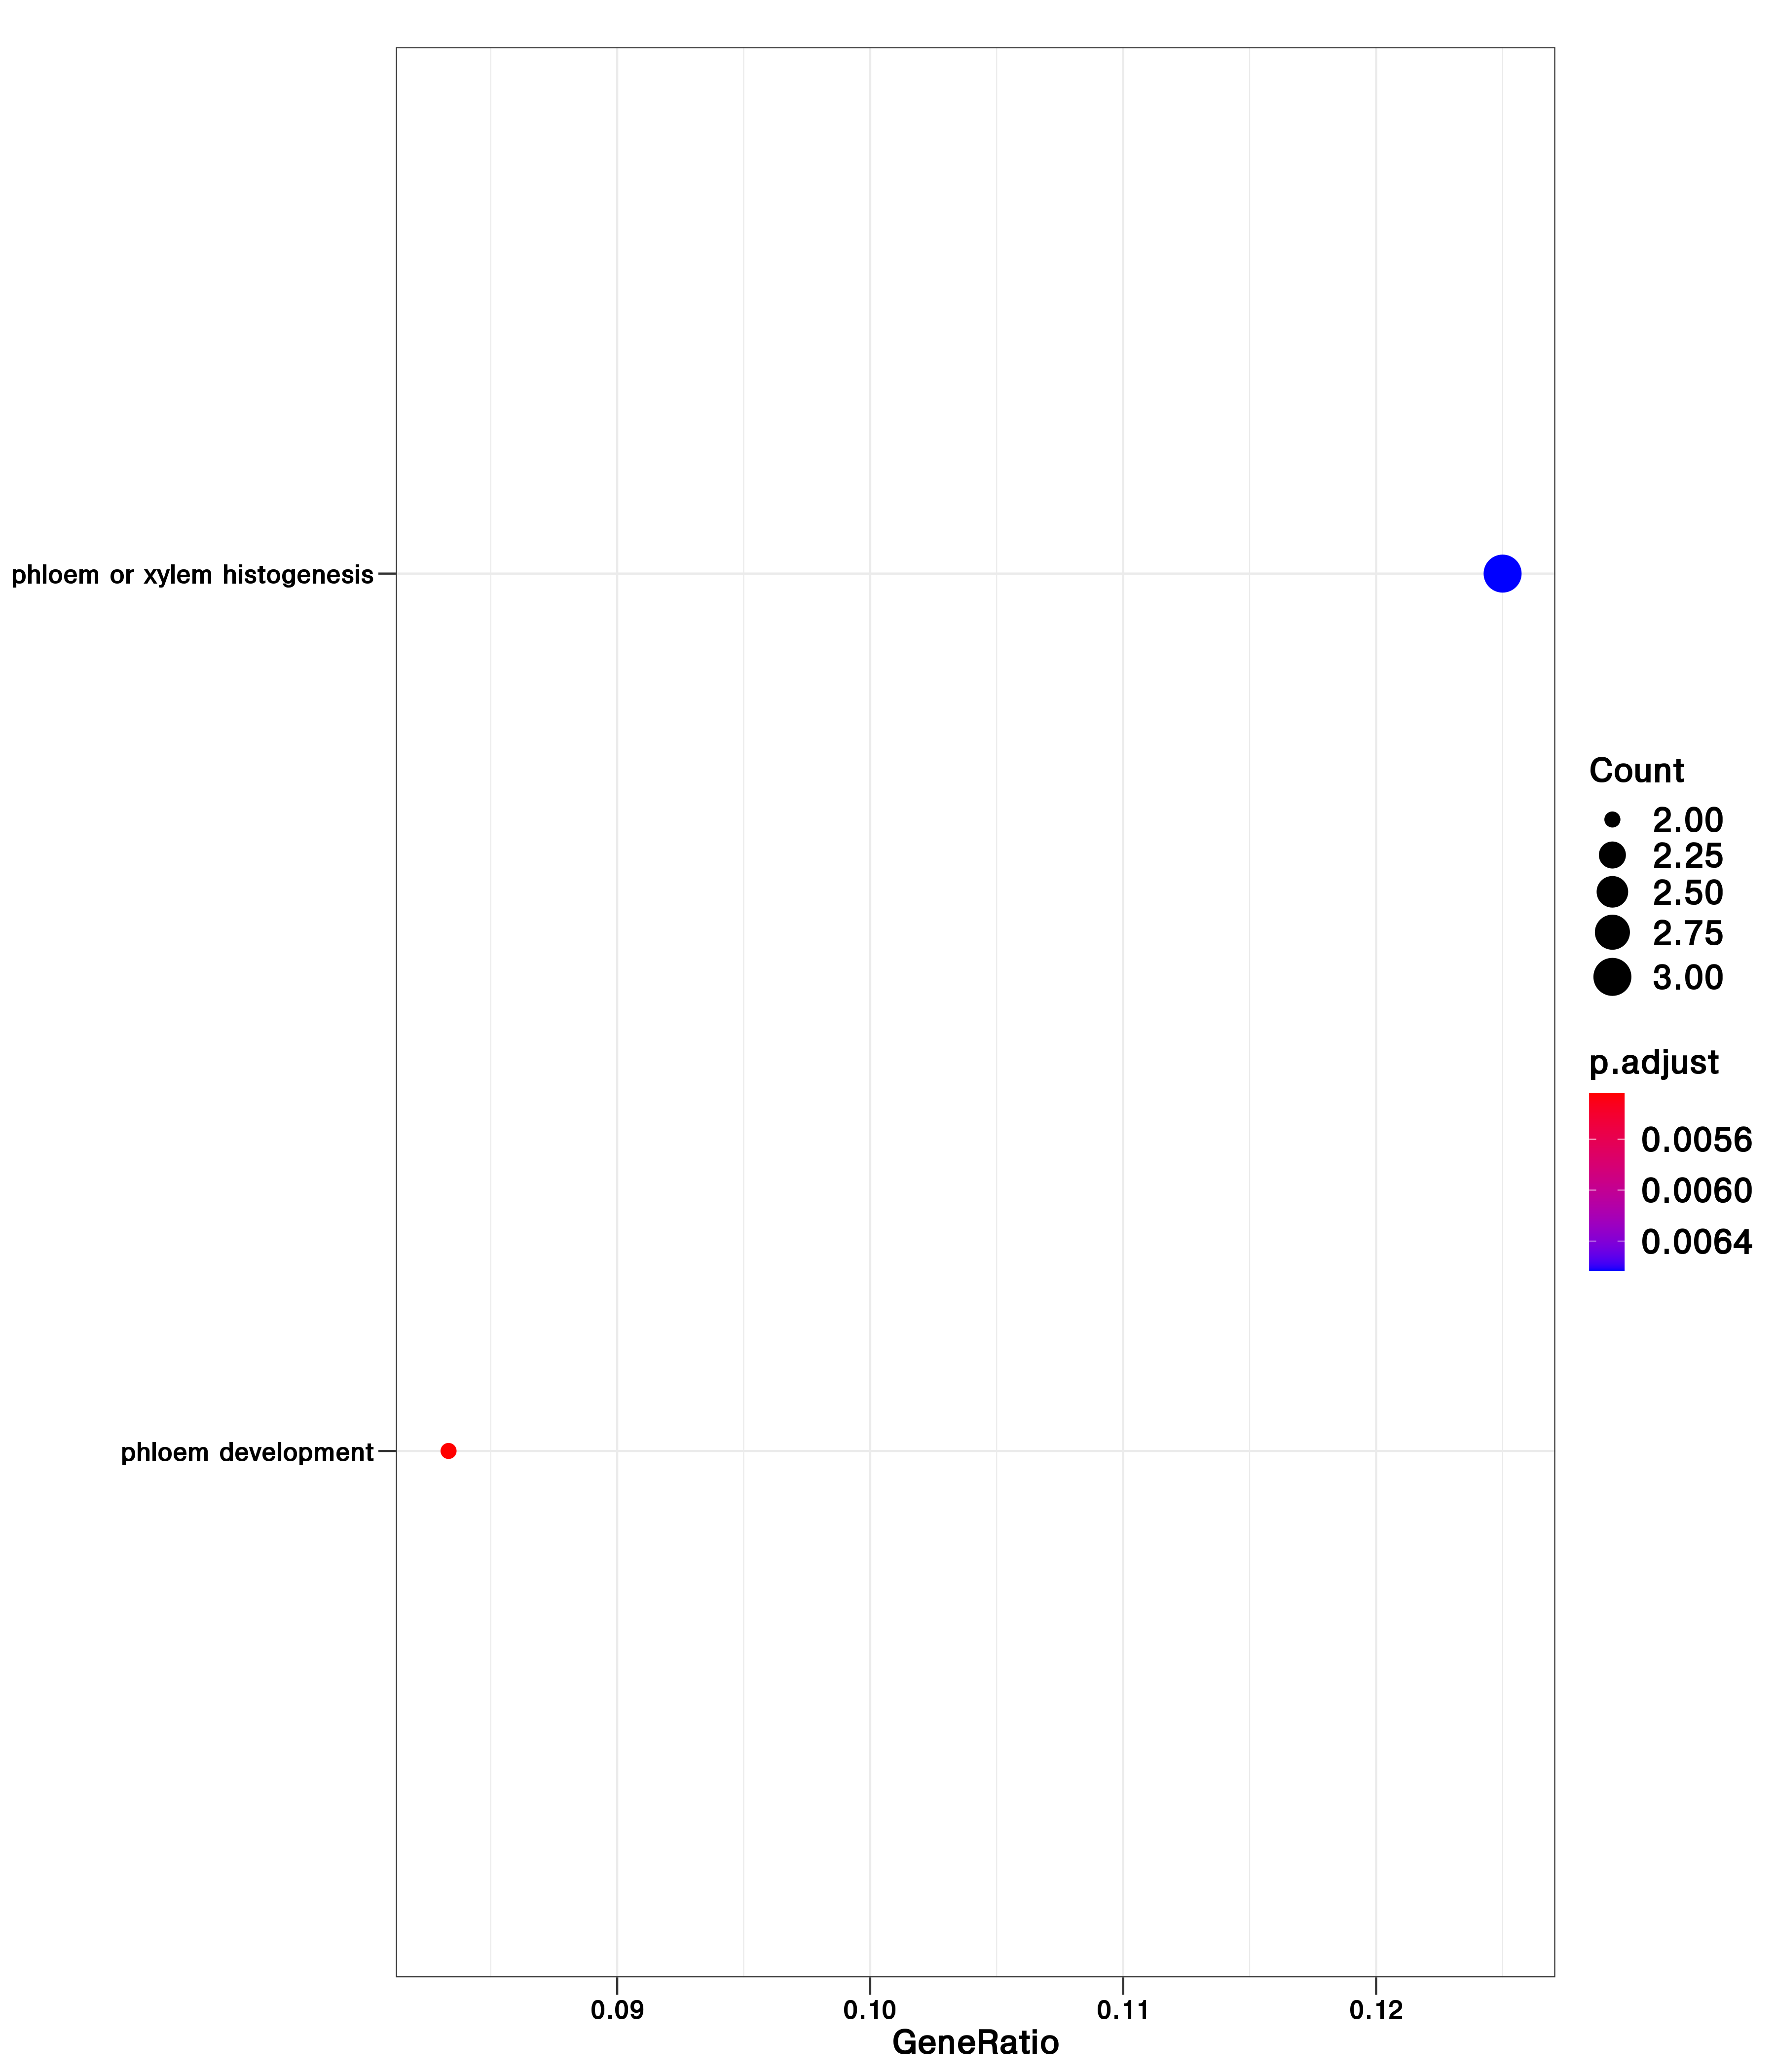 phloem or xylem histogenesis
phloem development
0.09 0.10 0.11 0.12
GeneRatio
Count
2.00
2.25
2.50
2.75
3.00
p.adjust
0.0056
0.0060
0.0064